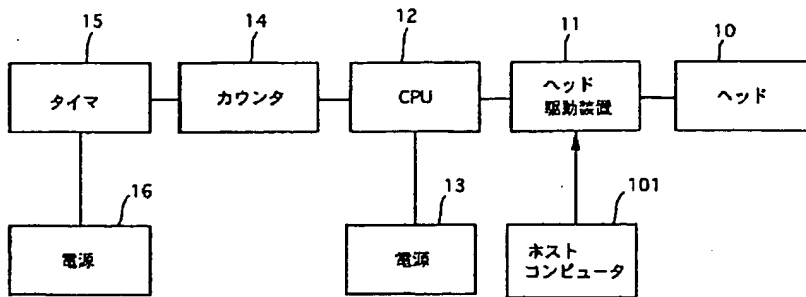 15
14
12
11
10
タイマ
カウンタ
CPU
ヘッド
駆動装置
ヘッド
16
13
101
電源
電源
ホスト
コンピュータ